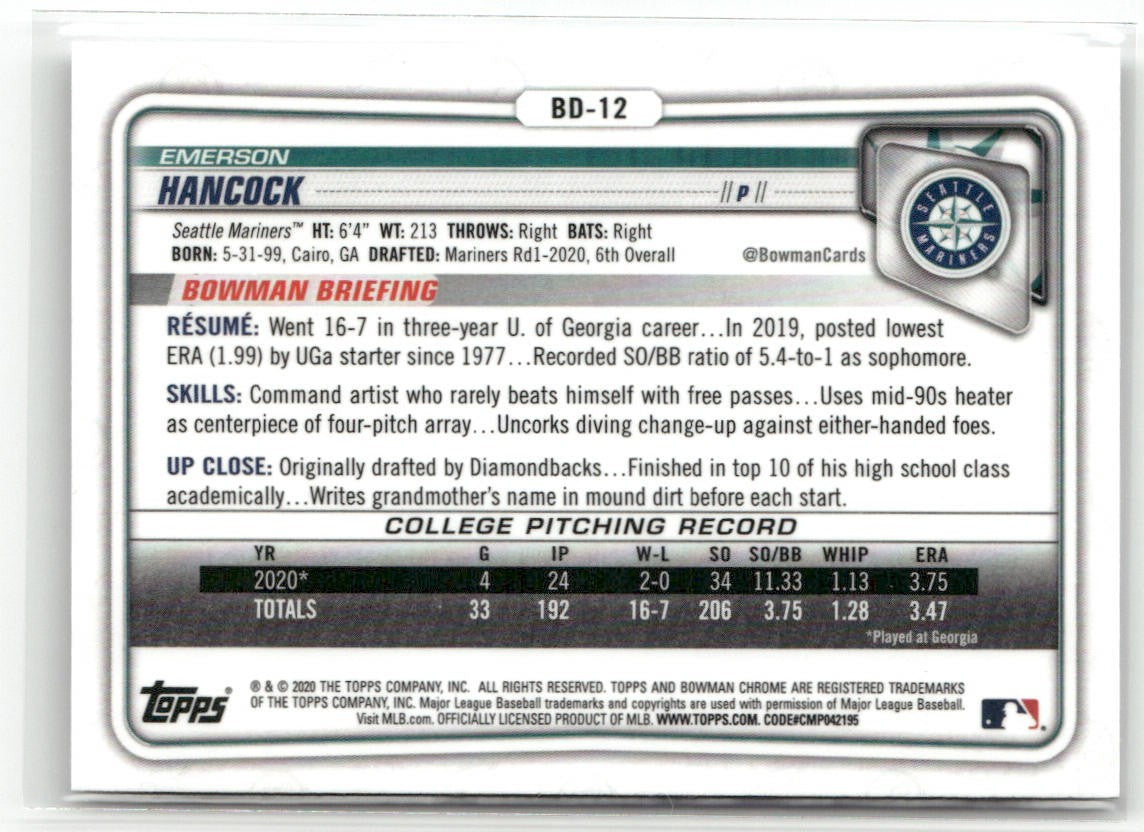 BD-12
EMERSON
HANCOCK // P //
SEATTLE MARINERS
Seattle Mariners™ HT: 6'4" WT: 213 THROWS: Right BATS: Right
BORN: 5-31-99, Cairo, GA DRAFTED: Mariners Rd1-2020, 6th Overall @BowmanCards
BOWMAN BRIEFING
RÉSUMÉ: Went 16-7 in three-year U. of Georgia career...In 2019, posted lowest
ERA (1.99) by UGa starter since 1977...Recorded SO/BB ratio of 5.4-to-1 as sophomore.
SKILLS: Command artist who rarely beats himself with free passes...Uses mid-90s heater
as centerpiece of four-pitch array...Uncorks diving change-up against either-handed foes.
UP CLOSE: Originally drafted by Diamondbacks...Finished in top 10 of his high school class
academically...Writes grandmother's name in mound dirt before each start.
COLLEGE PITCHING RECORD
YR G IP W-L SO SO/BB WHIP ERA
2020* 4 24 2-0 34 11.33 1.13 3.75
TOTALS 33 192 16-7 206 3.75 1.28 3.47
*Played at Georgia
Topps®
® & © 2020 THE TOPPS COMPANY, INC. ALL RIGHTS RESERVED. TOPPS AND BOWMAN CHROME ARE REGISTERED TRADEMARKS
OF THE TOPPS COMPANY, INC. Major League Baseball trademarks and copyrights are used with permission of Major League Baseball.
Visit MLB.com. OFFICIALLY LICENSED PRODUCT OF MLB. WWW.TOPPS.COM. CODE#CMP042195